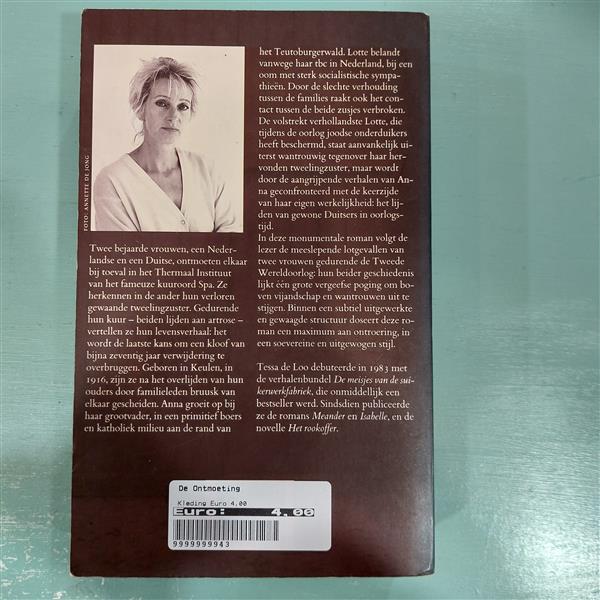 FOTO: ANNETTE DE JONG
Twee bejaarde vrouwen, een Neder-
landse en een Duitse, ontmoeten elkaar
bij toeval in het Thermaal Instituut
van het fameuze kuuroord Spa. Ze
herkennen in de ander hun verloren
gewaande tweelingzuster. Gedurende
hun kuur – beiden lijden aan artrose –
vertellen ze hun levensverhaal: het
wordt de laatste kans om een kloof van
bijna zeventig jaar verwijdering te
overbruggen. Geboren in Keulen, in
1916, zijn ze na het overlijden van hun
ouders door familieleden bruusk van
elkaar gescheiden. Anna groeit op bij
haar grootvader, in een primitief boers
en katholiek milieu aan de rand van
het Teutoburgerwald. Lotte belandt
vanwege haar tbc in Nederland, bij een
oom met sterk socialistische sympa-
thieën. Door de slechte verhouding
tussen de families raakt ook het con-
tact tussen de beide zusjes verbroken.
De volstrekt verhollandste Lotte, die
tijdens de oorlog joodse onderduikers
heeft beschermd, staat aanvankelijk ui-
terst wantrouwig tegenover haar her-
vonden tweelingzuster, maar wordt
door de aangrijpende verhalen van
Anna geconfronteerd met de keerzijde
van haar eigen werkelijkheid: het lij-
den van gewone Duitsers in oorlogs-
tijd.
In deze monumentale roman volgt de
lezer de meeslepende lotgevallen van
twee vrouwen gedurende de Tweede
Wereldoorlog: hun beider geschiedenis
lijkt één grote vergeefse poging om bo-
ven vijandschap en wantrouwen uit te
stijgen. Binnen een subtiel uitgewerkte
en gewaagde structuur doseert deze ro-
man een maximum aan ontroering, in
een soevereine en uitgewogen stijl.
Tessa de Loo debuteerde in 1983 met
de verhalenbundel De meisjes van de sui-
kerwerkfabriek, die onmiddellijk een
bestseller werd. Sindsdien publiceerde
ze de romans Meander en Isabelle, en de
novelle Het rookoffer.
De Ontmoeting
Kleding Euro 4.00
Euro: 4.00
9999999943